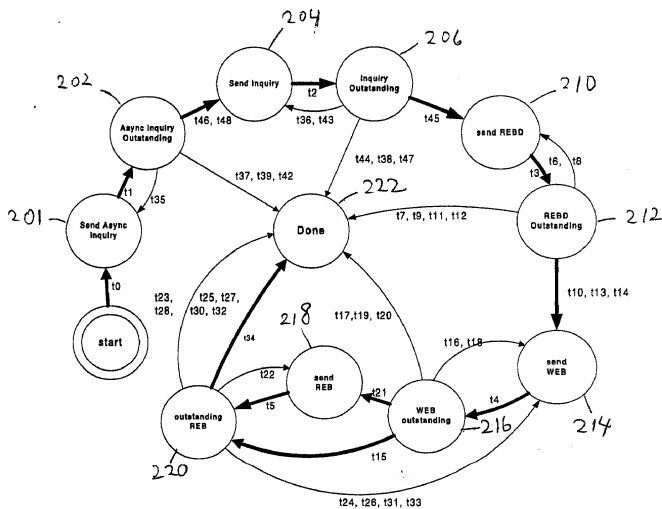 204
206
202
Send Inquiry
t2
Inquiry
Outstanding
210
Async Inquiry
Outstanding
t46, t48
t36, t43
t45
send REBD
t6, t8
t3
t44, t38, t47
t37, t39, t42
t1
t35
222
201
Send Async
Inquiry
Done
t7, t9, t11, t12
REBD
Outstanding
212
t0
t23,
t28,
t25, t27,
t30, t32
218
t10, t13, t14
start
t34
t17,t19, t20
t16, t18
t22
send
REB
send
WEB
t5
t21
t4
outstanding
REB
WEB
outstanding
216
214
220
t15
t24, t26, t31, t33